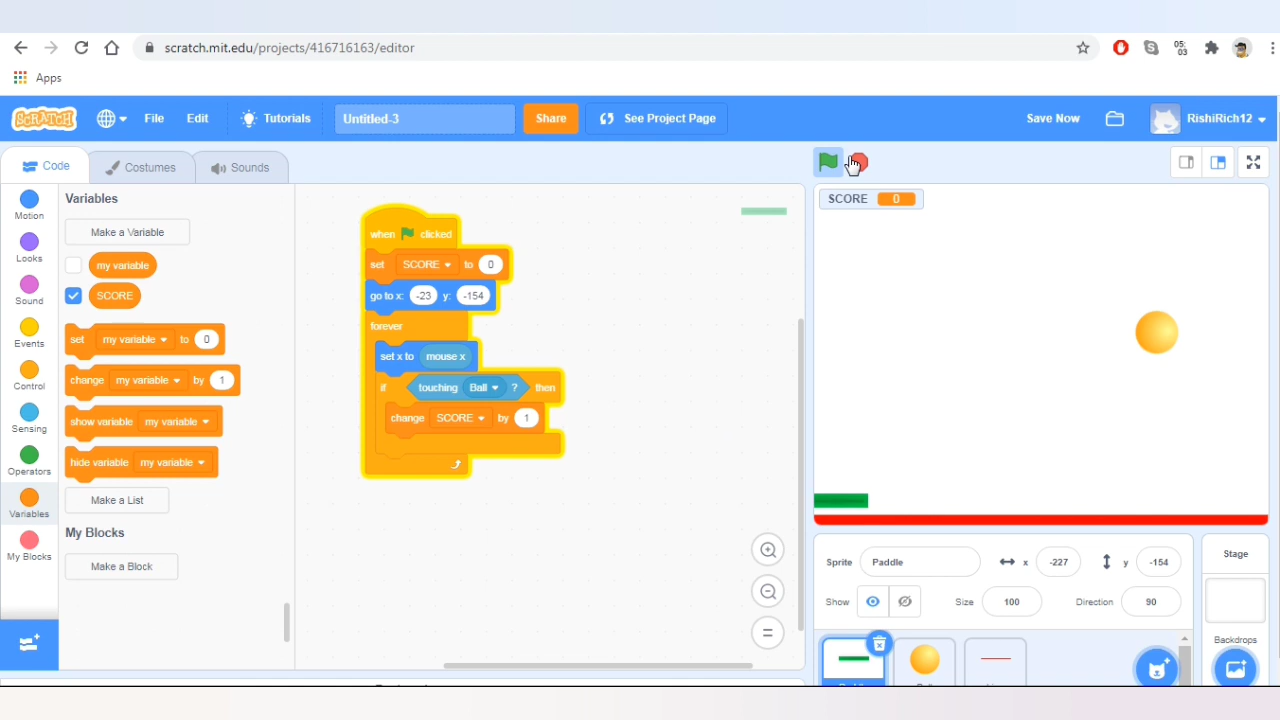 scratch.mit.edu/projects/416716163/editor
05:
03
Apps
SCRATCH
File
Edit
Tutorials
Untitled-3
Share
See Project Page
Save Now
RishiRich12
Code
Costumes
Sounds
Motion
Looks
Sound
Events
Control
Sensing
Operators
Variables
My Blocks
Variables
Make a Variable
my variable
SCORE
set my variable to 0
change my variable by 1
show variable my variable
hide variable my variable
Make a List
My Blocks
Make a Block
when clicked
set SCORE to 0
go to x: -23 y: -154
forever
set x to mouse x
if touching Ball ? then
change SCORE by 1
SCORE 0
Sprite Paddle x -227 y -154
Show Size 100 Direction 90
Stage
Backdrops